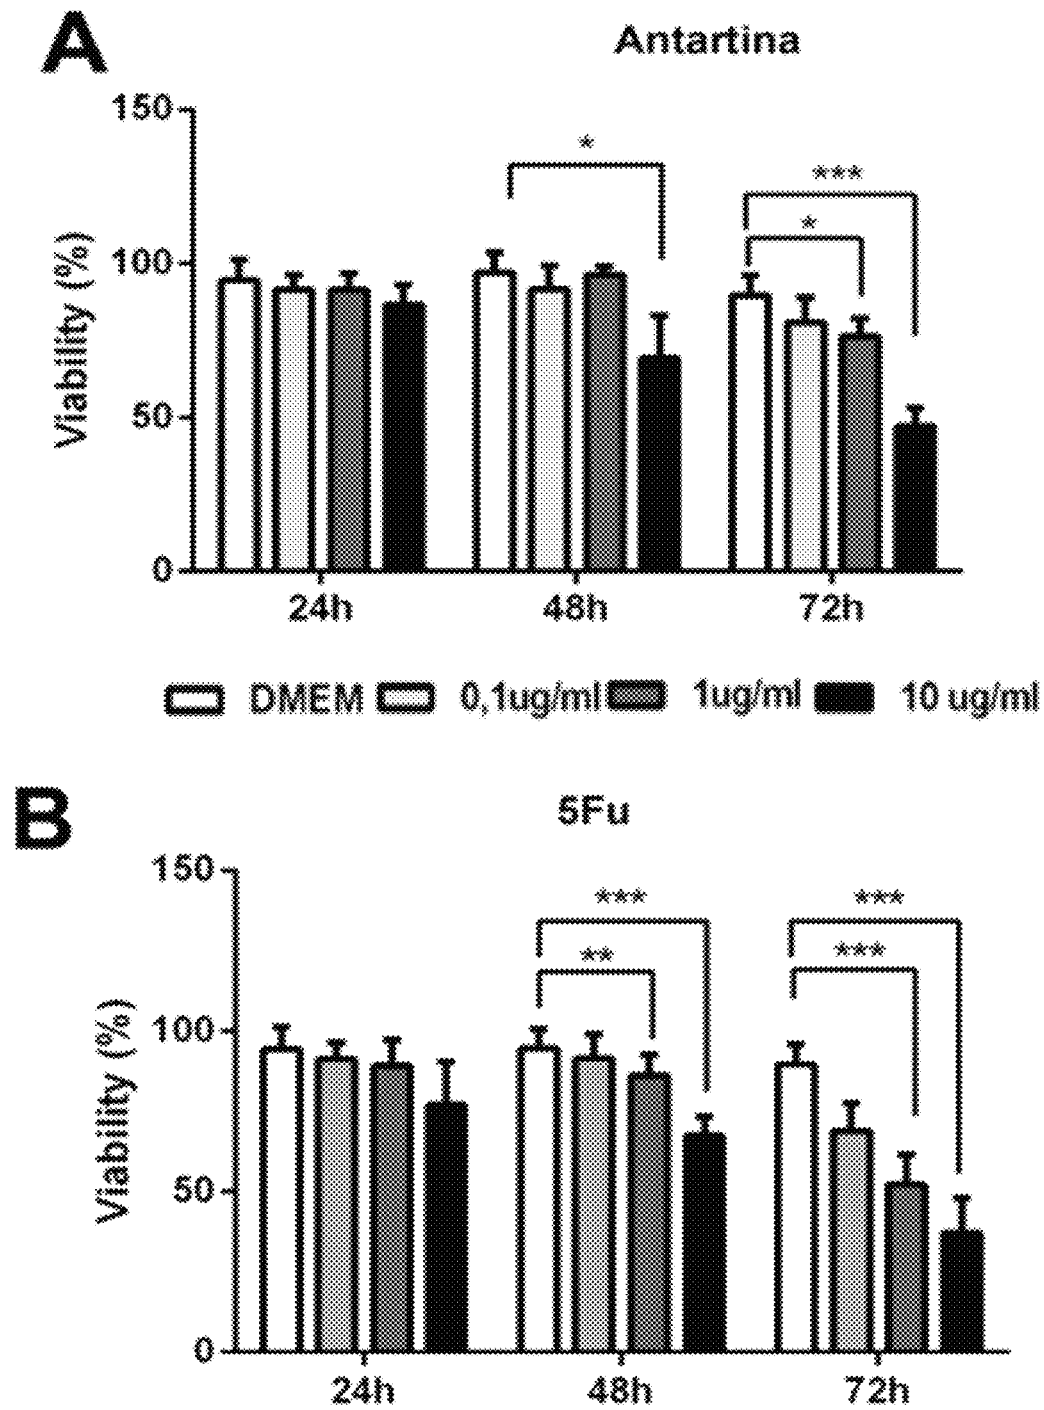 A
Antartina
150
*
***
*
100
Viability (%)
50
0
24h 48h 72h
DMEM 0,1ug/ml 1ug/ml 10 ug/ml
B
5Fu
150
***
***
**
***
100
Viability (%)
50
0
24h 48h 72h